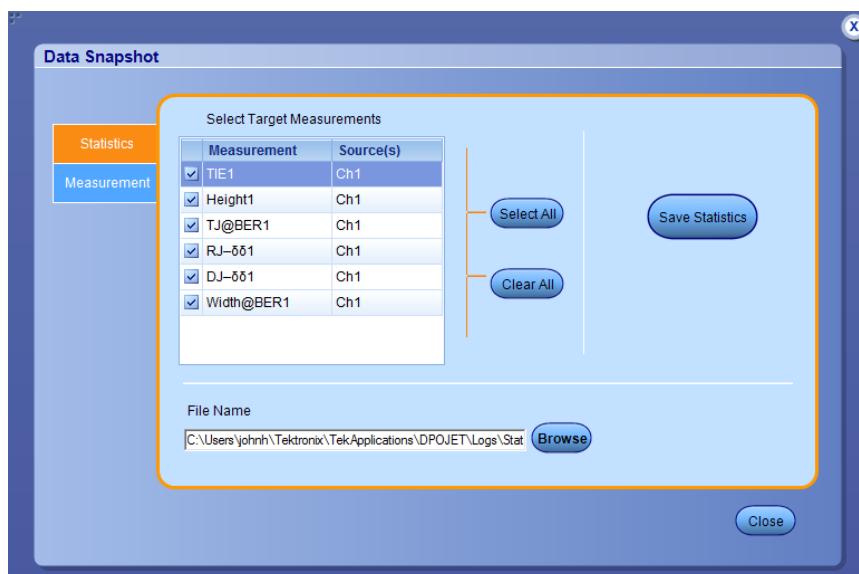 X
Data Snapshot
Statistics
Measurement
Select Target Measurements
Measurement Source(s)
TIE1 Ch1
Height1 Ch1
TJ@BER1 Ch1
RJ–δδ1 Ch1
DJ–δδ1 Ch1
Width@BER1 Ch1
Select All
Clear All
Save Statistics
File Name
C:\Users\johnh\Tektronix\TekApplications\DPOJET\Logs\Stat
Browse
Close